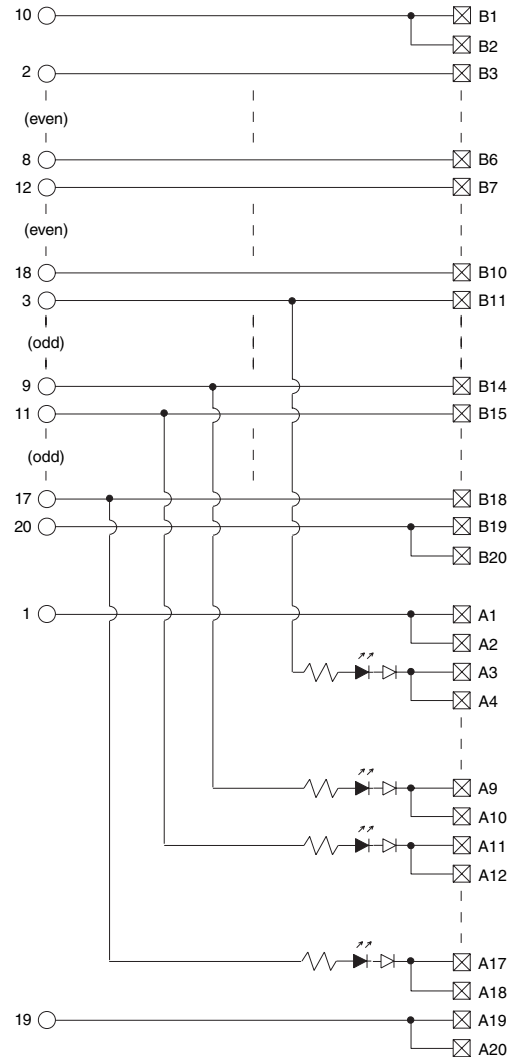 10 B1
B2
2 B3
(even)
8 B6
12 B7
(even)
18 B10
3 B11
(odd)
9 B14
11 B15
(odd)
17 B18
20 B19
B20
1 A1
A2
A3
A4
A9
A10
A11
A12
A17
A18
19 A19
A20